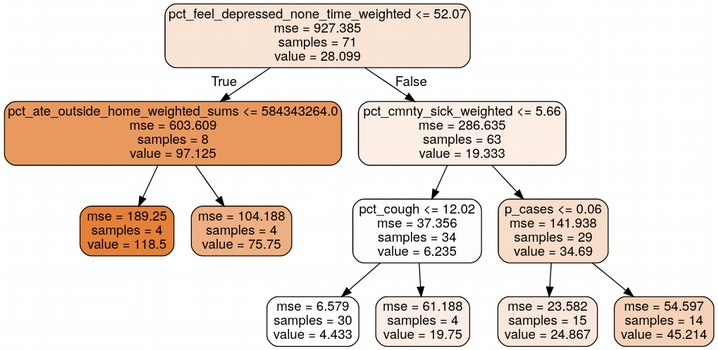 pct_feel_depressed_none_time_weighted <= 52.07
mse = 927.385
samples = 71
value = 28.099
True
False
pct_ate_outside_home_weighted_sums <= 584343264.0
mse = 603.609
samples = 8
value = 97.125
pct_cmnty_sick_weighted <= 5.66
mse = 286.635
samples = 63
value = 19.333
mse = 189.25
samples = 4
value = 118.5
mse = 104.188
samples = 4
value = 75.75
pct_cough <= 12.02
mse = 37.356
samples = 34
value = 6.235
p_cases <= 0.06
mse = 141.938
samples = 29
value = 34.69
mse = 6.579
samples = 30
value = 4.433
mse = 61.188
samples = 4
value = 19.75
mse = 23.582
samples = 15
value = 24.867
mse = 54.597
samples = 14
value = 45.214